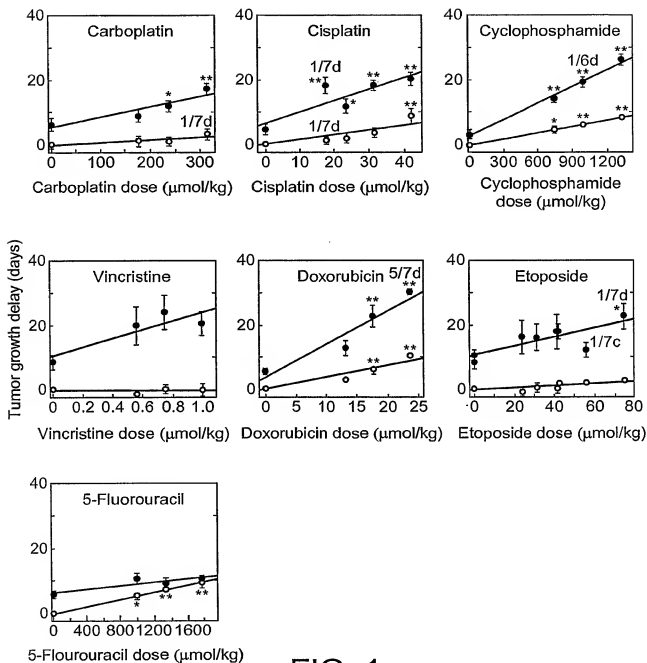 Tumor growth delay (days)
Carboplatin
40
20
0
*
**
1/7d
0 100 200 300
Carboplatin dose (μmol/kg)
Cisplatin
40
20
0
1/7d
**
*
**
**
1/7d
**
0 10 20 30 40
Cisplatin dose (μmol/kg)
Cyclophosphamide
40
20
0
1/6d
**
**
**
*
**
**
0 300 600 900 1200
Cyclophosphamide
dose (μmol/kg)
Vincristine
40
20
0
0 0.2 0.4 0.6 0.8 1.0
Vincristine dose (μmol/kg)
Doxorubicin
5/7d
40
20
0
**
**
**
**
0 5 10 15 20 25
Doxorubicin dose (μmol/kg)
Etoposide
40
20
0
1/7d
*
1/7c
0 20 40 60 80
Etoposide dose (μmol/kg)
5-Fluorouracil
40
20
0
*
**
**
0 400 800 1200 1600
5-Flourouracil dose (μmol/kg)